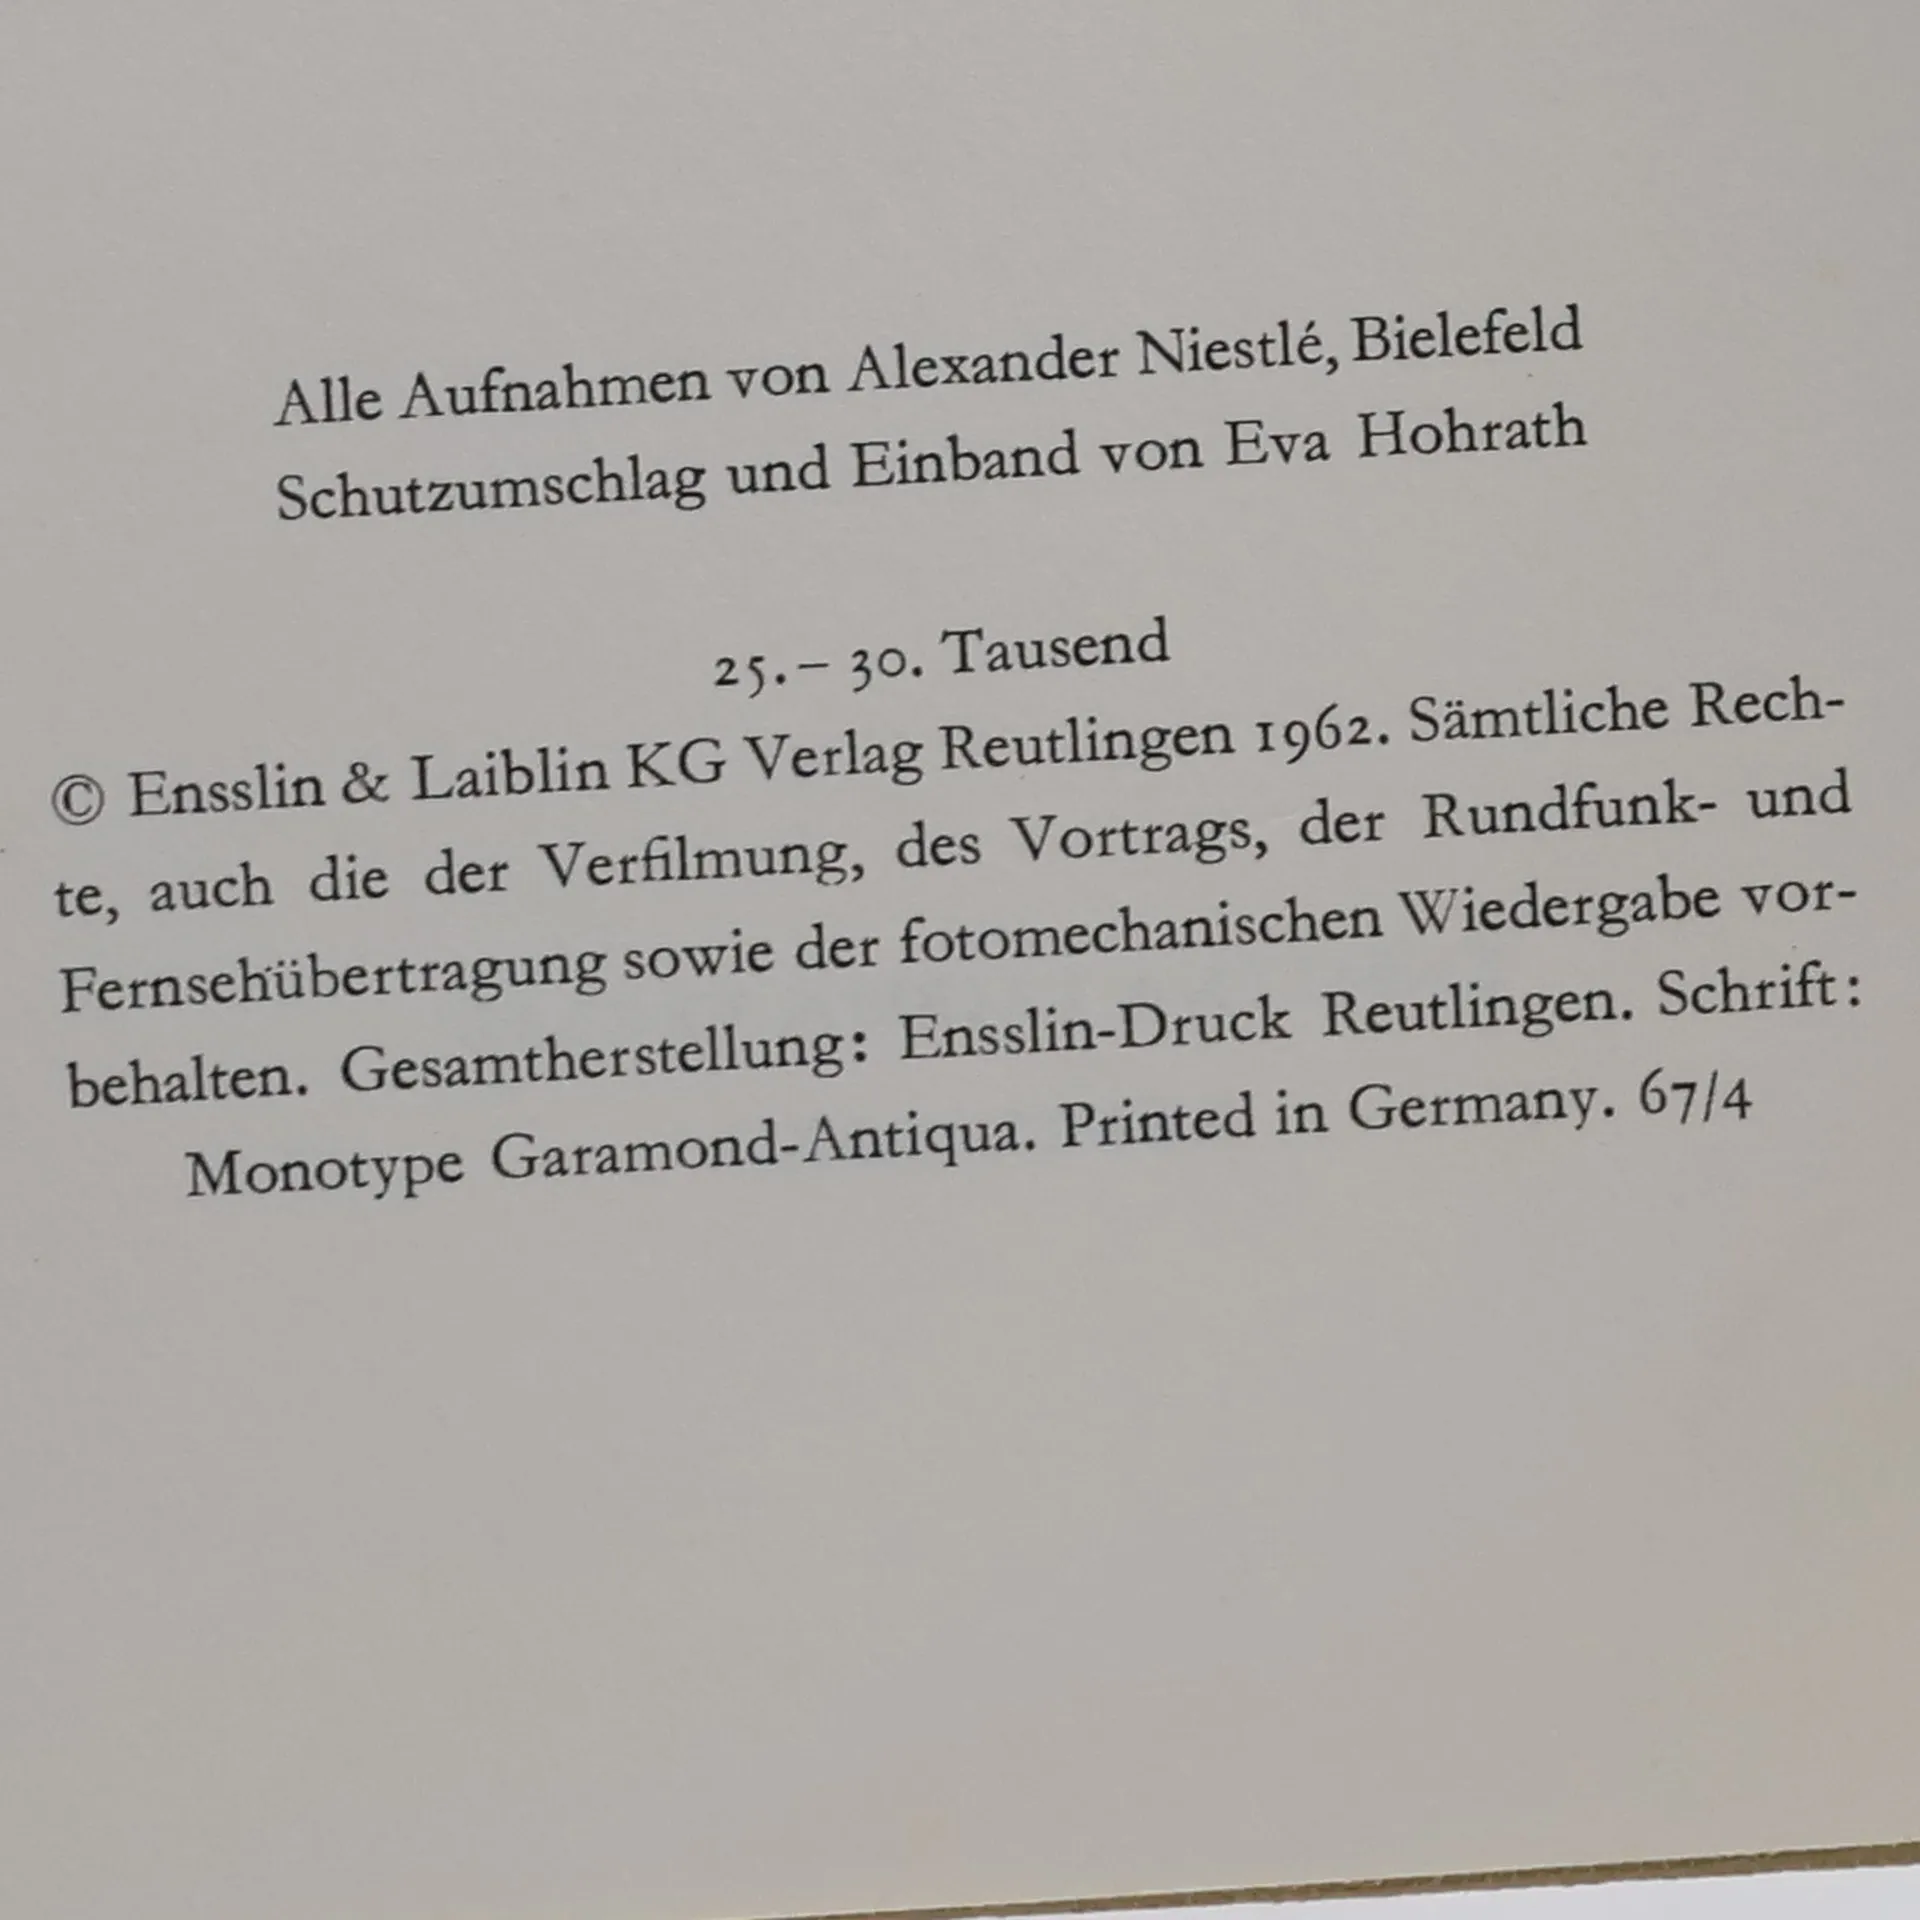 Alle Aufnahmen von Alexander Niestlé, Bielefeld
Schutzumschlag und Einband von Eva Hohrath
25.– 30. Tausend
© Ensslin & Laiblin KG Verlag Reutlingen 1962. Sämtliche Rech-
te, auch die der Verfilmung, des Vortrags, der Rundfunk- und
Fernsehübertragung sowie der fotomechanischen Wiedergabe vor-
behalten. Gesamtherstellung: Ensslin-Druck Reutlingen. Schrift:
Monotype Garamond-Antiqua. Printed in Germany. 67/4